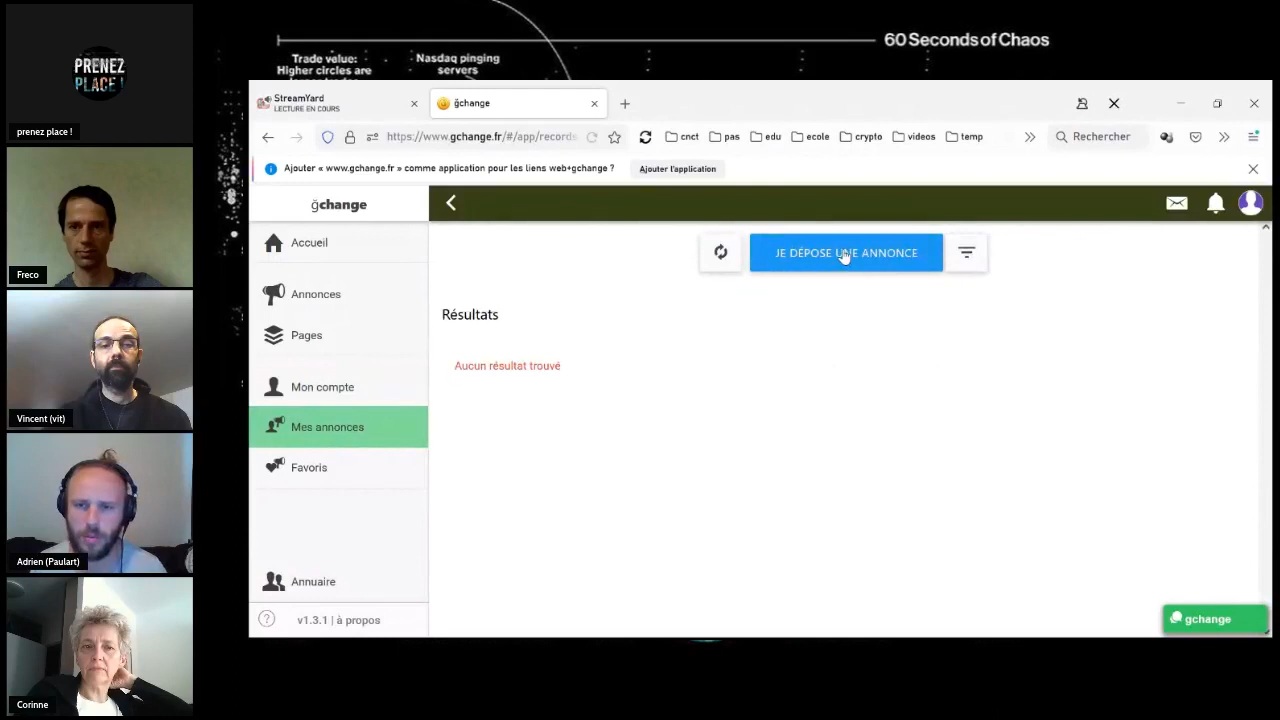 60 Seconds of Chaos
Trade value:
Higher circles are
Nasdaq pinging
servers
PRENEZ
PLACE !
prenez place !
Freco
Vincent (vit)
Adrien (Paulart)
Corinne
StreamYard
LECTURE EN COURS
ğchange
https://www.gchange.fr/#/app/records
cnct
pas
edu
ecole
crypto
videos
temp
Rechercher
Ajouter « www.gchange.fr » comme application pour les liens web+gchange ?
Ajouter l'application
ğchange
Accueil
Annonces
Pages
Mon compte
Mes annonces
Favoris
Annuaire
v1.3.1 | à propos
JE DÉPOSE UNE ANNONCE
Résultats
Aucun résultat trouvé
gchange